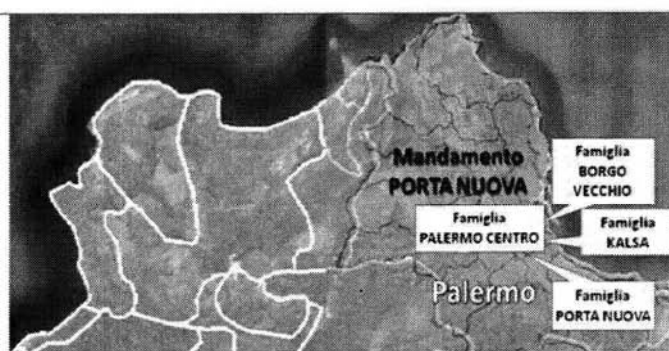 Mandamento
PORTA NUOVA
Famiglia
BORGO
VECCHIO
Famiglia
PALERMO CENTRO
Famiglia
KALSA
Palermo
Famiglia
PORTA NUOVA